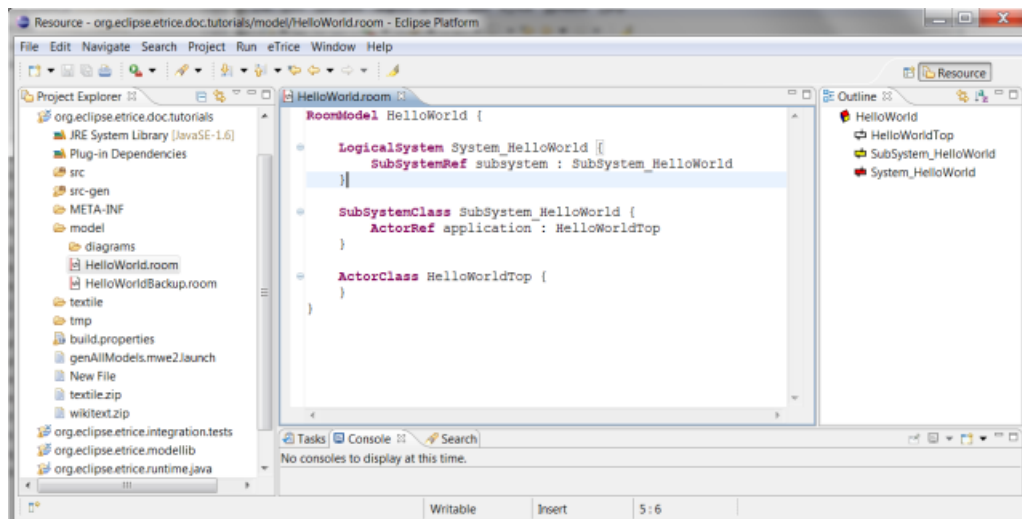 Resource - org.eclipse.etrice.doc.tutorials/model/HelloWorld.room - Eclipse Platform
File Edit Navigate Search Project Run eTrice Window Help
Resource
Project Explorer
org.eclipse.etrice.doc.tutorials
JRE System Library [JavaSE-1.6]
Plug-in Dependencies
src
src-gen
META-INF
model
diagrams
HelloWorld.room
HelloWorldBackup.room
textile
tmp
build.properties
genAllModels.mwe2.launch
New File
textile.zip
wikitext.zip
org.eclipse.etrice.integration.tests
org.eclipse.etrice.modellib
org.eclipse.etrice.runtime.java
HelloWorld.room
RoomModel HelloWorld {
LogicalSystem System_HelloWorld {
SubSystemRef subsystem : SubSystem_HelloWorld
}
SubSystemClass SubSystem_HelloWorld {
ActorRef application : HelloWorldTop
}
ActorClass HelloWorldTop {
}
}
Outline
HelloWorld
HelloWorldTop
SubSystem_HelloWorld
System_HelloWorld
Tasks Console Search
No consoles to display at this time.
Writable Insert 5 : 6